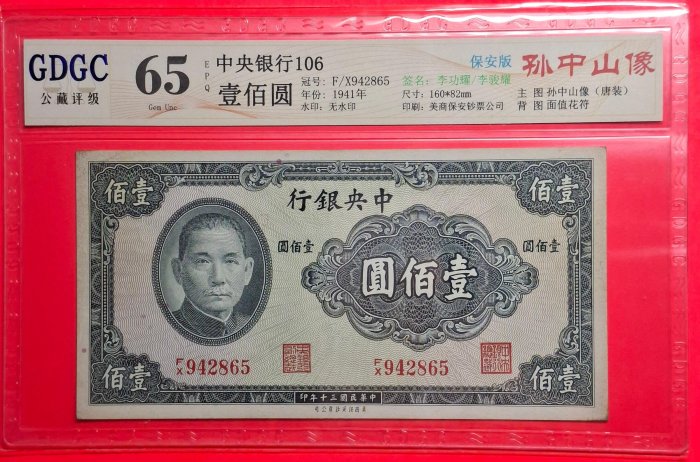 GDGC
公藏评级
65
Gem Unc
EPQ
中央银行106
壹佰圆
冠号: F/X942865
年份: 1941年
水印: 无水印
保安版
签名: 李功耀/李骏耀
尺寸: 160*82mm
印刷: 美商保安钞票公司
孙中山像
主 图 孙中山像（唐装）
背 图 面值花符
佰壹
行銀央中
佰壹
圓佰壹
圓佰壹
圓佰壹
F/X 942865
F/X 942865
佰壹
佰壹
印年十三國民華中